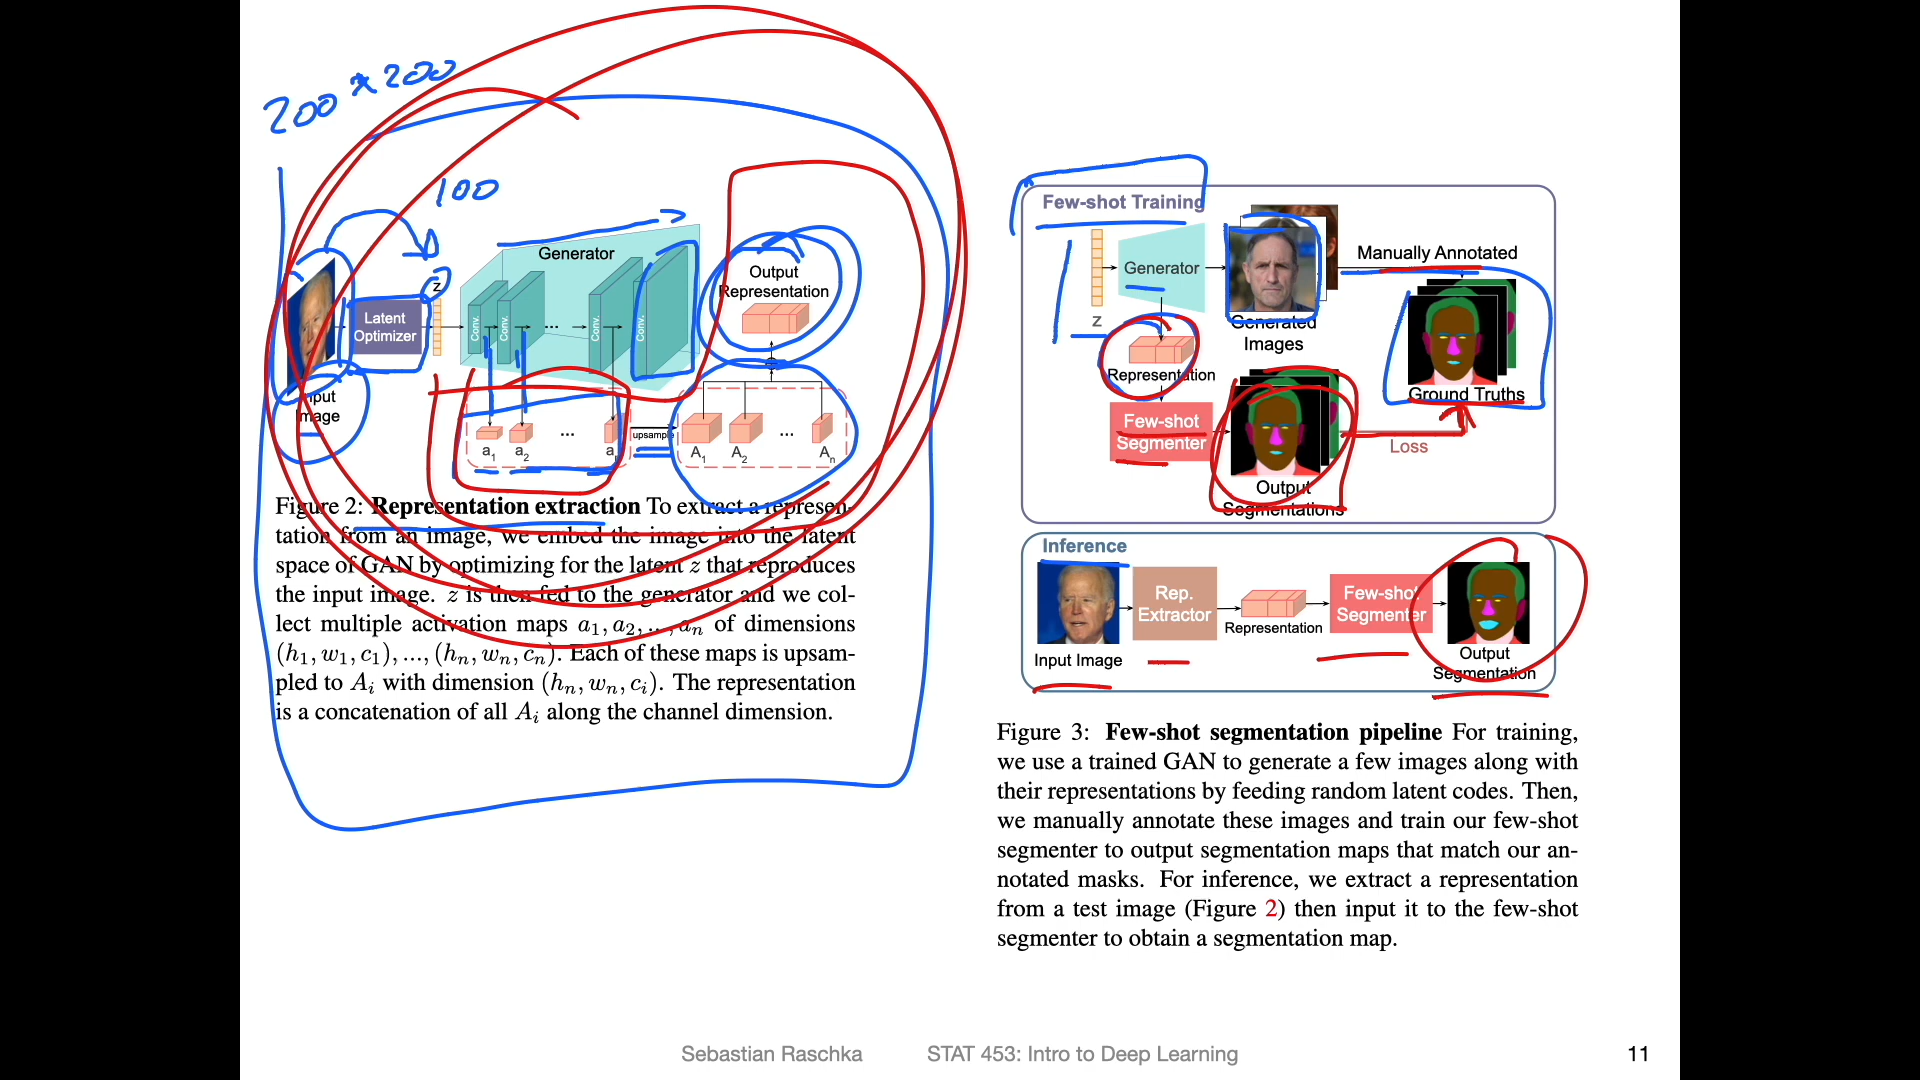 200 x 200
100
Generator
Latent
Optimizer
z
Conv.
Conv.
...
Conv.
Conv.
Output
Representation
Input
Image
a1
a2
...
a
upsample
A1
A2
...
An
Figure 2: Representation extraction To extract a represen-
tation from an image, we embed the image into the latent
space of GAN by optimizing for the latent z that reproduces
the input image. z is then fed to the generator and we col-
lect multiple activation maps a1, a2, ..., an of dimensions
(h1, w1, c1), ..., (hn, wn, cn). Each of these maps is upsam-
pled to Ai with dimension (hn, wn, ci). The representation
is a concatenation of all Ai along the channel dimension.
Few-shot Training
Generator
z
Generated
Images
Manually Annotated
Ground Truths
Representation
Few-shot
Segmenter
Output
Segmentations
Loss
Inference
Input Image
Rep.
Extractor
Representation
Few-shot
Segmenter
Output
Segmentation
Figure 3: Few-shot segmentation pipeline For training,
we use a trained GAN to generate a few images along with
their representations by feeding random latent codes. Then,
we manually annotate these images and train our few-shot
segmenter to output segmentation maps that match our an-
notated masks. For inference, we extract a representation
from a test image (Figure 2) then input it to the few-shot
segmenter to obtain a segmentation map.
Sebastian Raschka STAT 453: Intro to Deep Learning 11